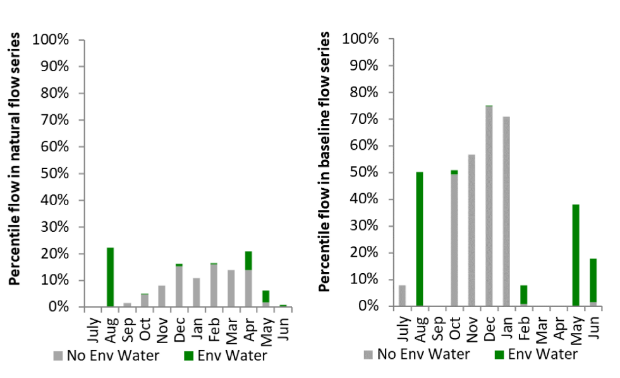 Percentile flow in natural flow series
100%
90%
80%
70%
60%
50%
40%
30%
20%
10%
0%
July
Aug
Sep
Oct
Nov
Dec
Jan
Feb
Mar
Apr
May
Jun
No Env Water
Env Water
Percentile flow in baseline flow series
100%
90%
80%
70%
60%
50%
40%
30%
20%
10%
0%
July
Aug
Sep
Oct
Nov
Dec
Jan
Feb
Mar
Apr
May
Jun
No Env Water
Env Water